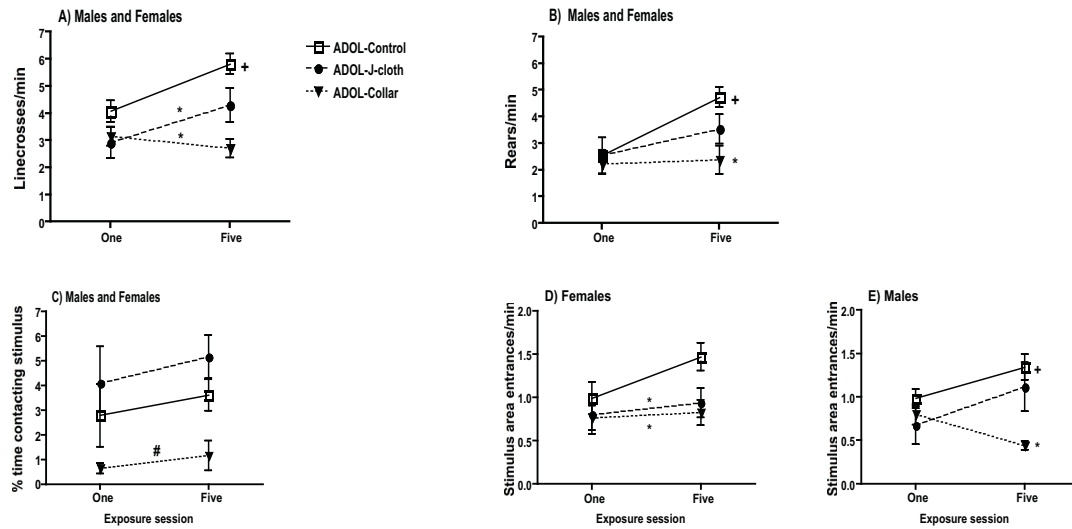 A) Males and Females
Linecrosses/min
7
6
5
4
3
2
1
0
+
*
*
One
Five
ADOL-Control
ADOL-J-cloth
ADOL-Collar
B) Males and Females
Rears/min
7
6
5
4
3
2
1
0
+
*
One
Five
C) Males and Females
% time contacting stimulus
7
6
5
4
3
2
1
0
#
One
Five
Exposure session
D) Females
Stimulus area entrances/min
2.0
1.5
1.0
0.5
0.0
*
*
One
Five
Exposure session
E) Males
Stimulus area entrances/min
2.0
1.5
1.0
0.5
0.0
+
*
One
Five
Exposure session